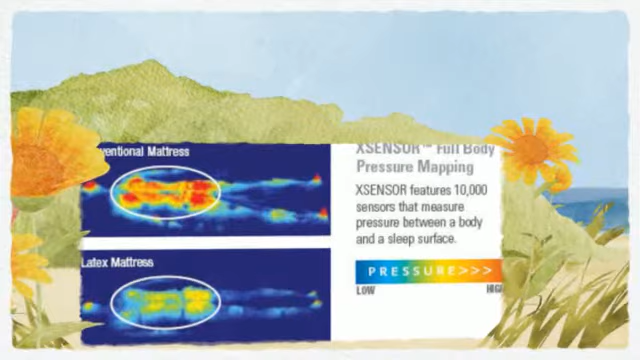 ventional Mattress
Latex Mattress
XSENSOR™ Full Body
Pressure Mapping
XSENSOR features 10,000
sensors that measure
pressure between a body
and a sleep surface.
PRESSURE>>>
LOW HIGH